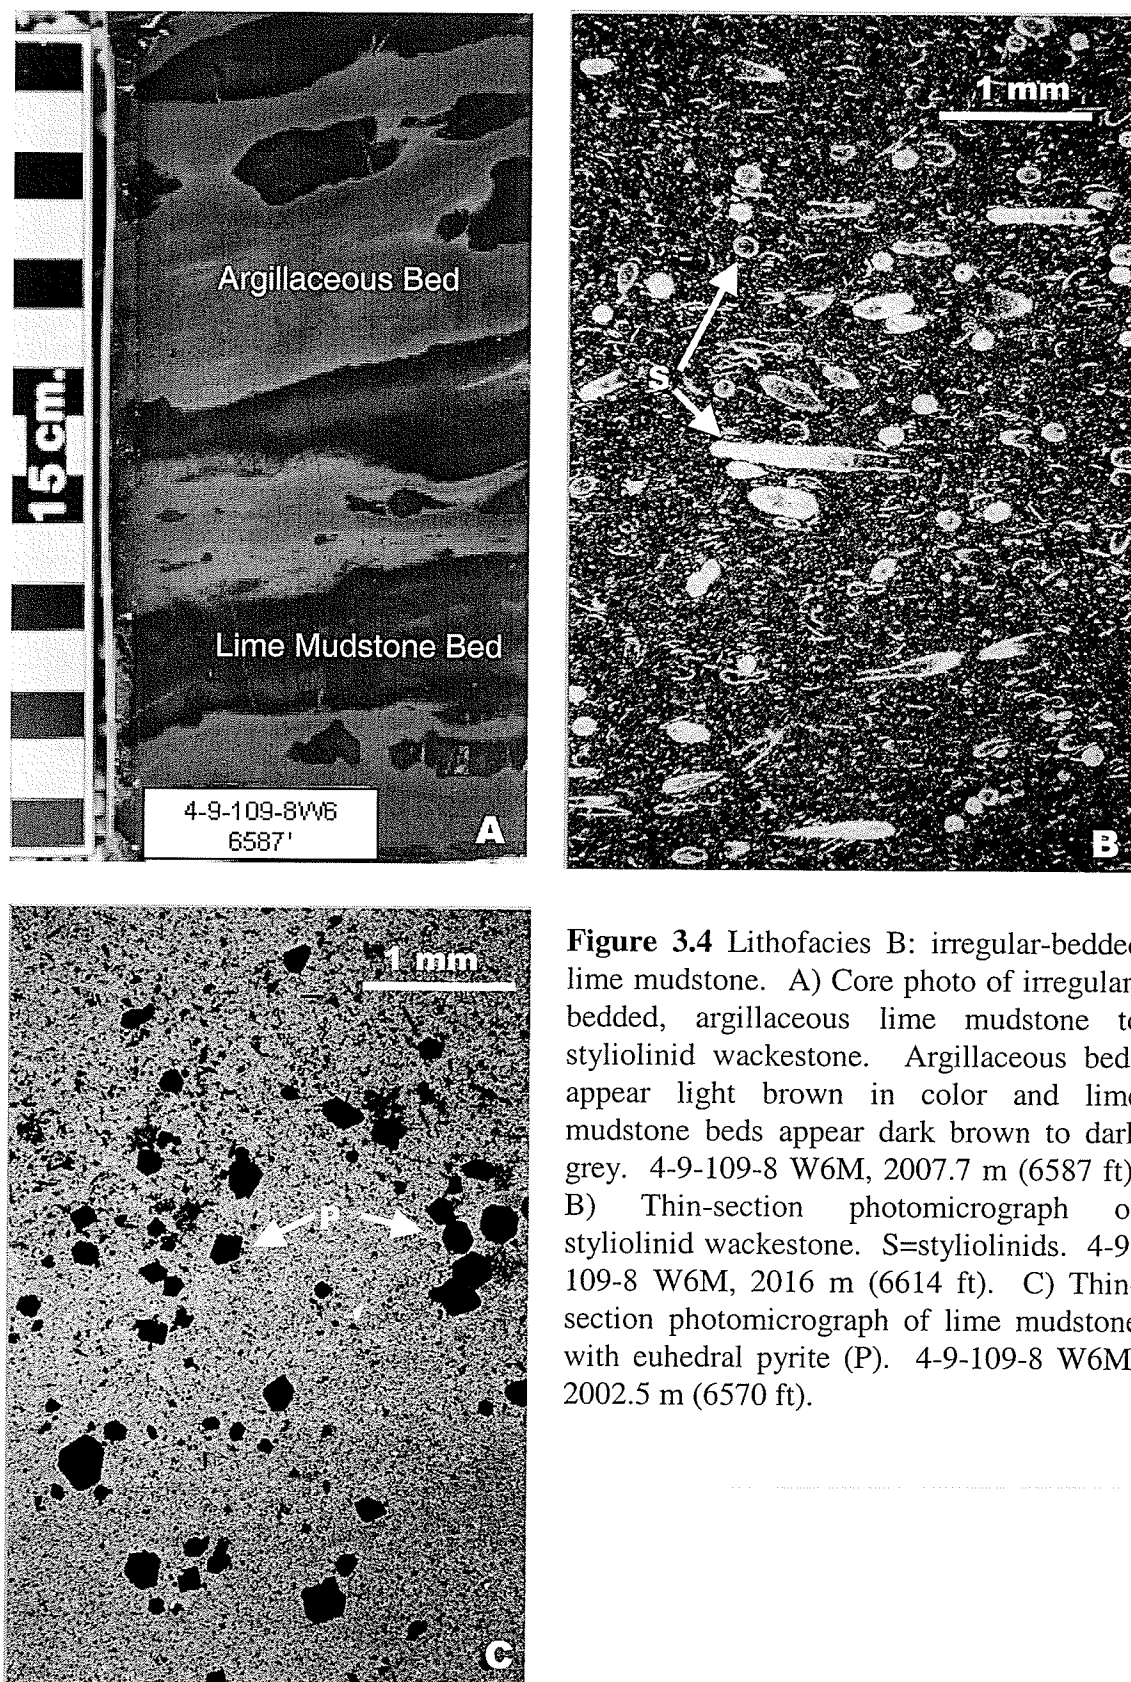 15 cm.
Argillaceous Bed
Lime Mudstone Bed
4-9-109-8W6
6587'
A
1 mm
S
B
1 mm
P
C
Figure 3.4 Lithofacies B: irregular-bedded
lime mudstone. A) Core photo of irregular
bedded, argillaceous lime mudstone to
styliolinid wackestone. Argillaceous bed
appear light brown in color and lime
mudstone beds appear dark brown to dark
grey. 4-9-109-8 W6M, 2007.7 m (6587 ft)
B) Thin-section photomicrograph o
styliolinid wackestone. S=styliolinids. 4-9
109-8 W6M, 2016 m (6614 ft). C) Thin
section photomicrograph of lime mudstone
with euhedral pyrite (P). 4-9-109-8 W6M
2002.5 m (6570 ft).